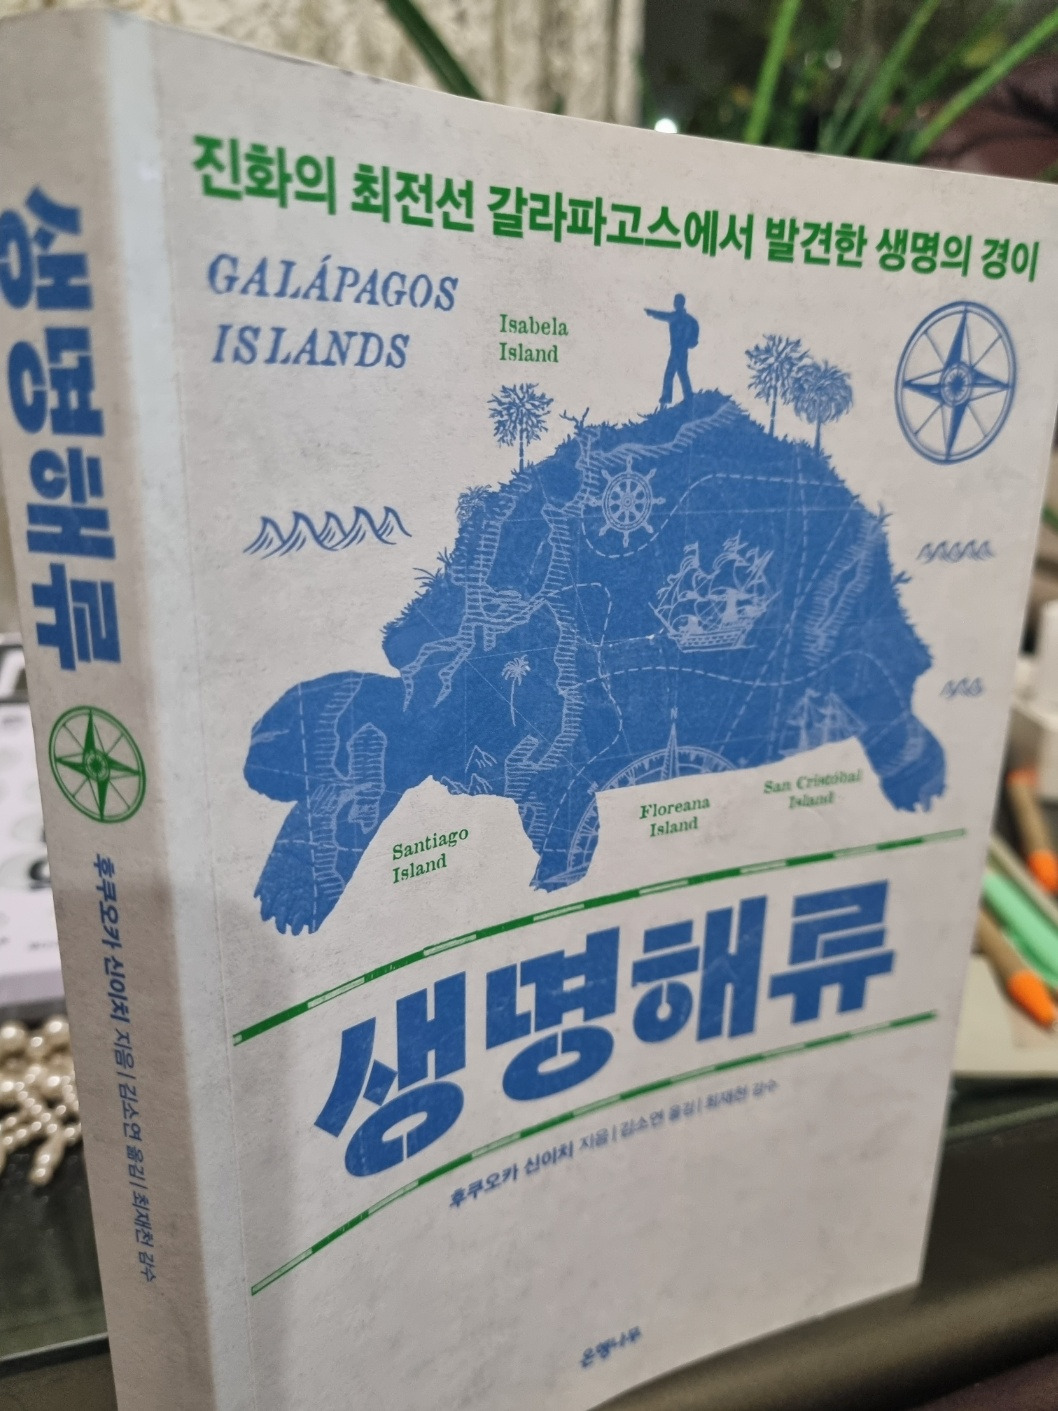 진화의 최전선 갈라파고스에서 발견한 생명의 경이
GALÁPAGOS
ISLANDS
Isabela
Island
N
Santiago
Island
Floreana
Island
San Cristóbal
Island
생명해류
후쿠오카 신이치 지음 | 김소연 옮김 | 최재천 감수
은행나무
생명해류
후쿠오카 신이치 지음 | 김소연 옮김 | 최재천 감수